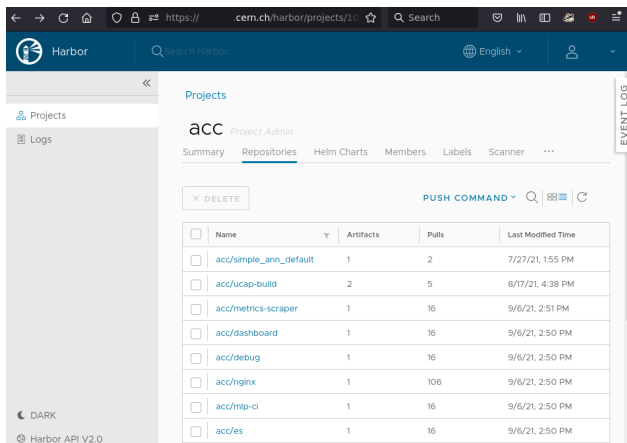 https://  .cern.ch/harbor/projects/10
Search
Harbor
Search Harbor...
English
Projects
Logs
DARK
Harbor API V2.0
Projects
acc Project Admin
Summary Repositories Helm Charts Members Labels Scanner ...
EVENT LOG
× DELETE
PUSH COMMAND
Name Artifacts Pulls Last Modified Time
acc/simple_ann_default 1 2 7/27/21, 1:55 PM
acc/ucap-build 2 5 8/17/21, 4:38 PM
acc/metrics-scraper 1 16 9/6/21, 2:51 PM
acc/dashboard 1 16 9/6/21, 2:50 PM
acc/debug 1 16 9/6/21, 2:50 PM
acc/nginx 1 106 9/6/21, 2:50 PM
acc/mlp-ci 1 16 9/6/21, 2:50 PM
acc/es 1 16 9/6/21, 2:50 PM